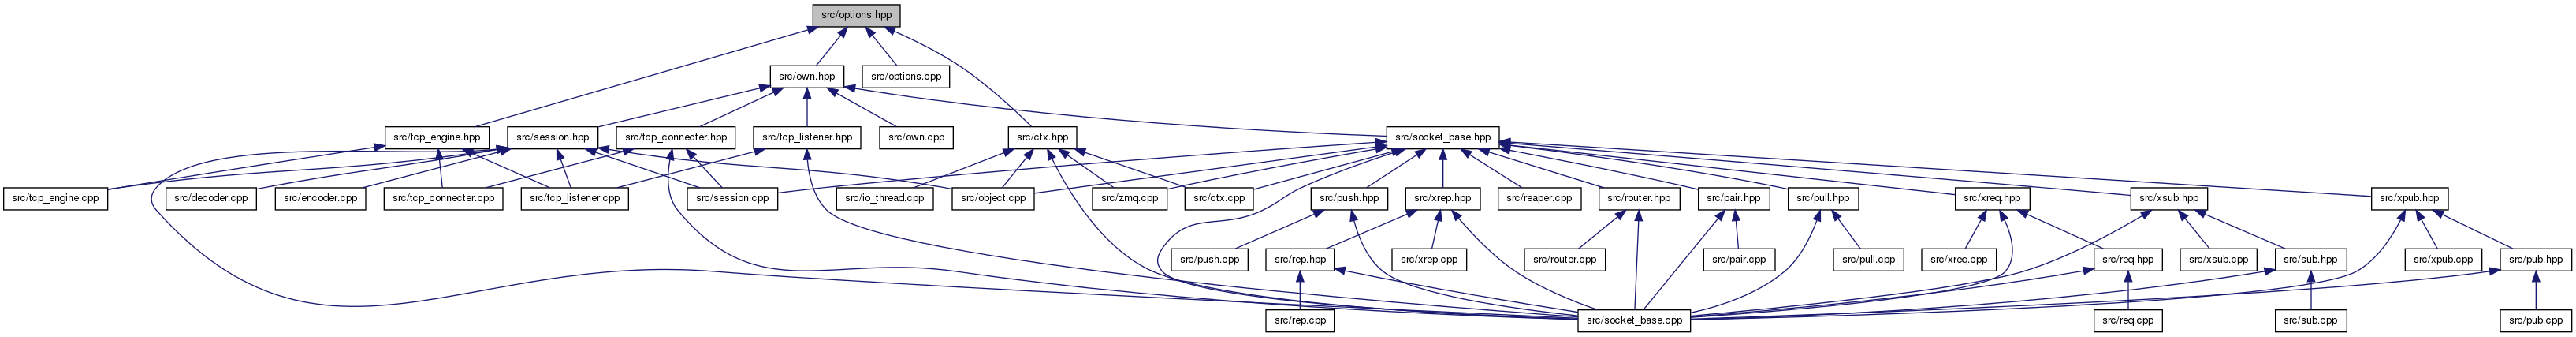 src/options.hpp
src/own.hpp
src/options.cpp
src/tcp_engine.hpp
src/session.hpp
src/tcp_connecter.hpp
src/tcp_listener.hpp
src/own.cpp
src/ctx.hpp
src/socket_base.hpp
src/tcp_engine.cpp
src/decoder.cpp
src/encoder.cpp
src/tcp_connecter.cpp
src/tcp_listener.cpp
src/session.cpp
src/io_thread.cpp
src/object.cpp
src/zmq.cpp
src/ctx.cpp
src/push.hpp
src/xrep.hpp
src/reaper.cpp
src/router.hpp
src/pair.hpp
src/pull.hpp
src/xreq.hpp
src/xsub.hpp
src/xpub.hpp
src/push.cpp
src/rep.hpp
src/xrep.cpp
src/router.cpp
src/pair.cpp
src/pull.cpp
src/xreq.cpp
src/req.hpp
src/xsub.cpp
src/sub.hpp
src/xpub.cpp
src/pub.hpp
src/rep.cpp
src/socket_base.cpp
src/req.cpp
src/sub.cpp
src/pub.cpp